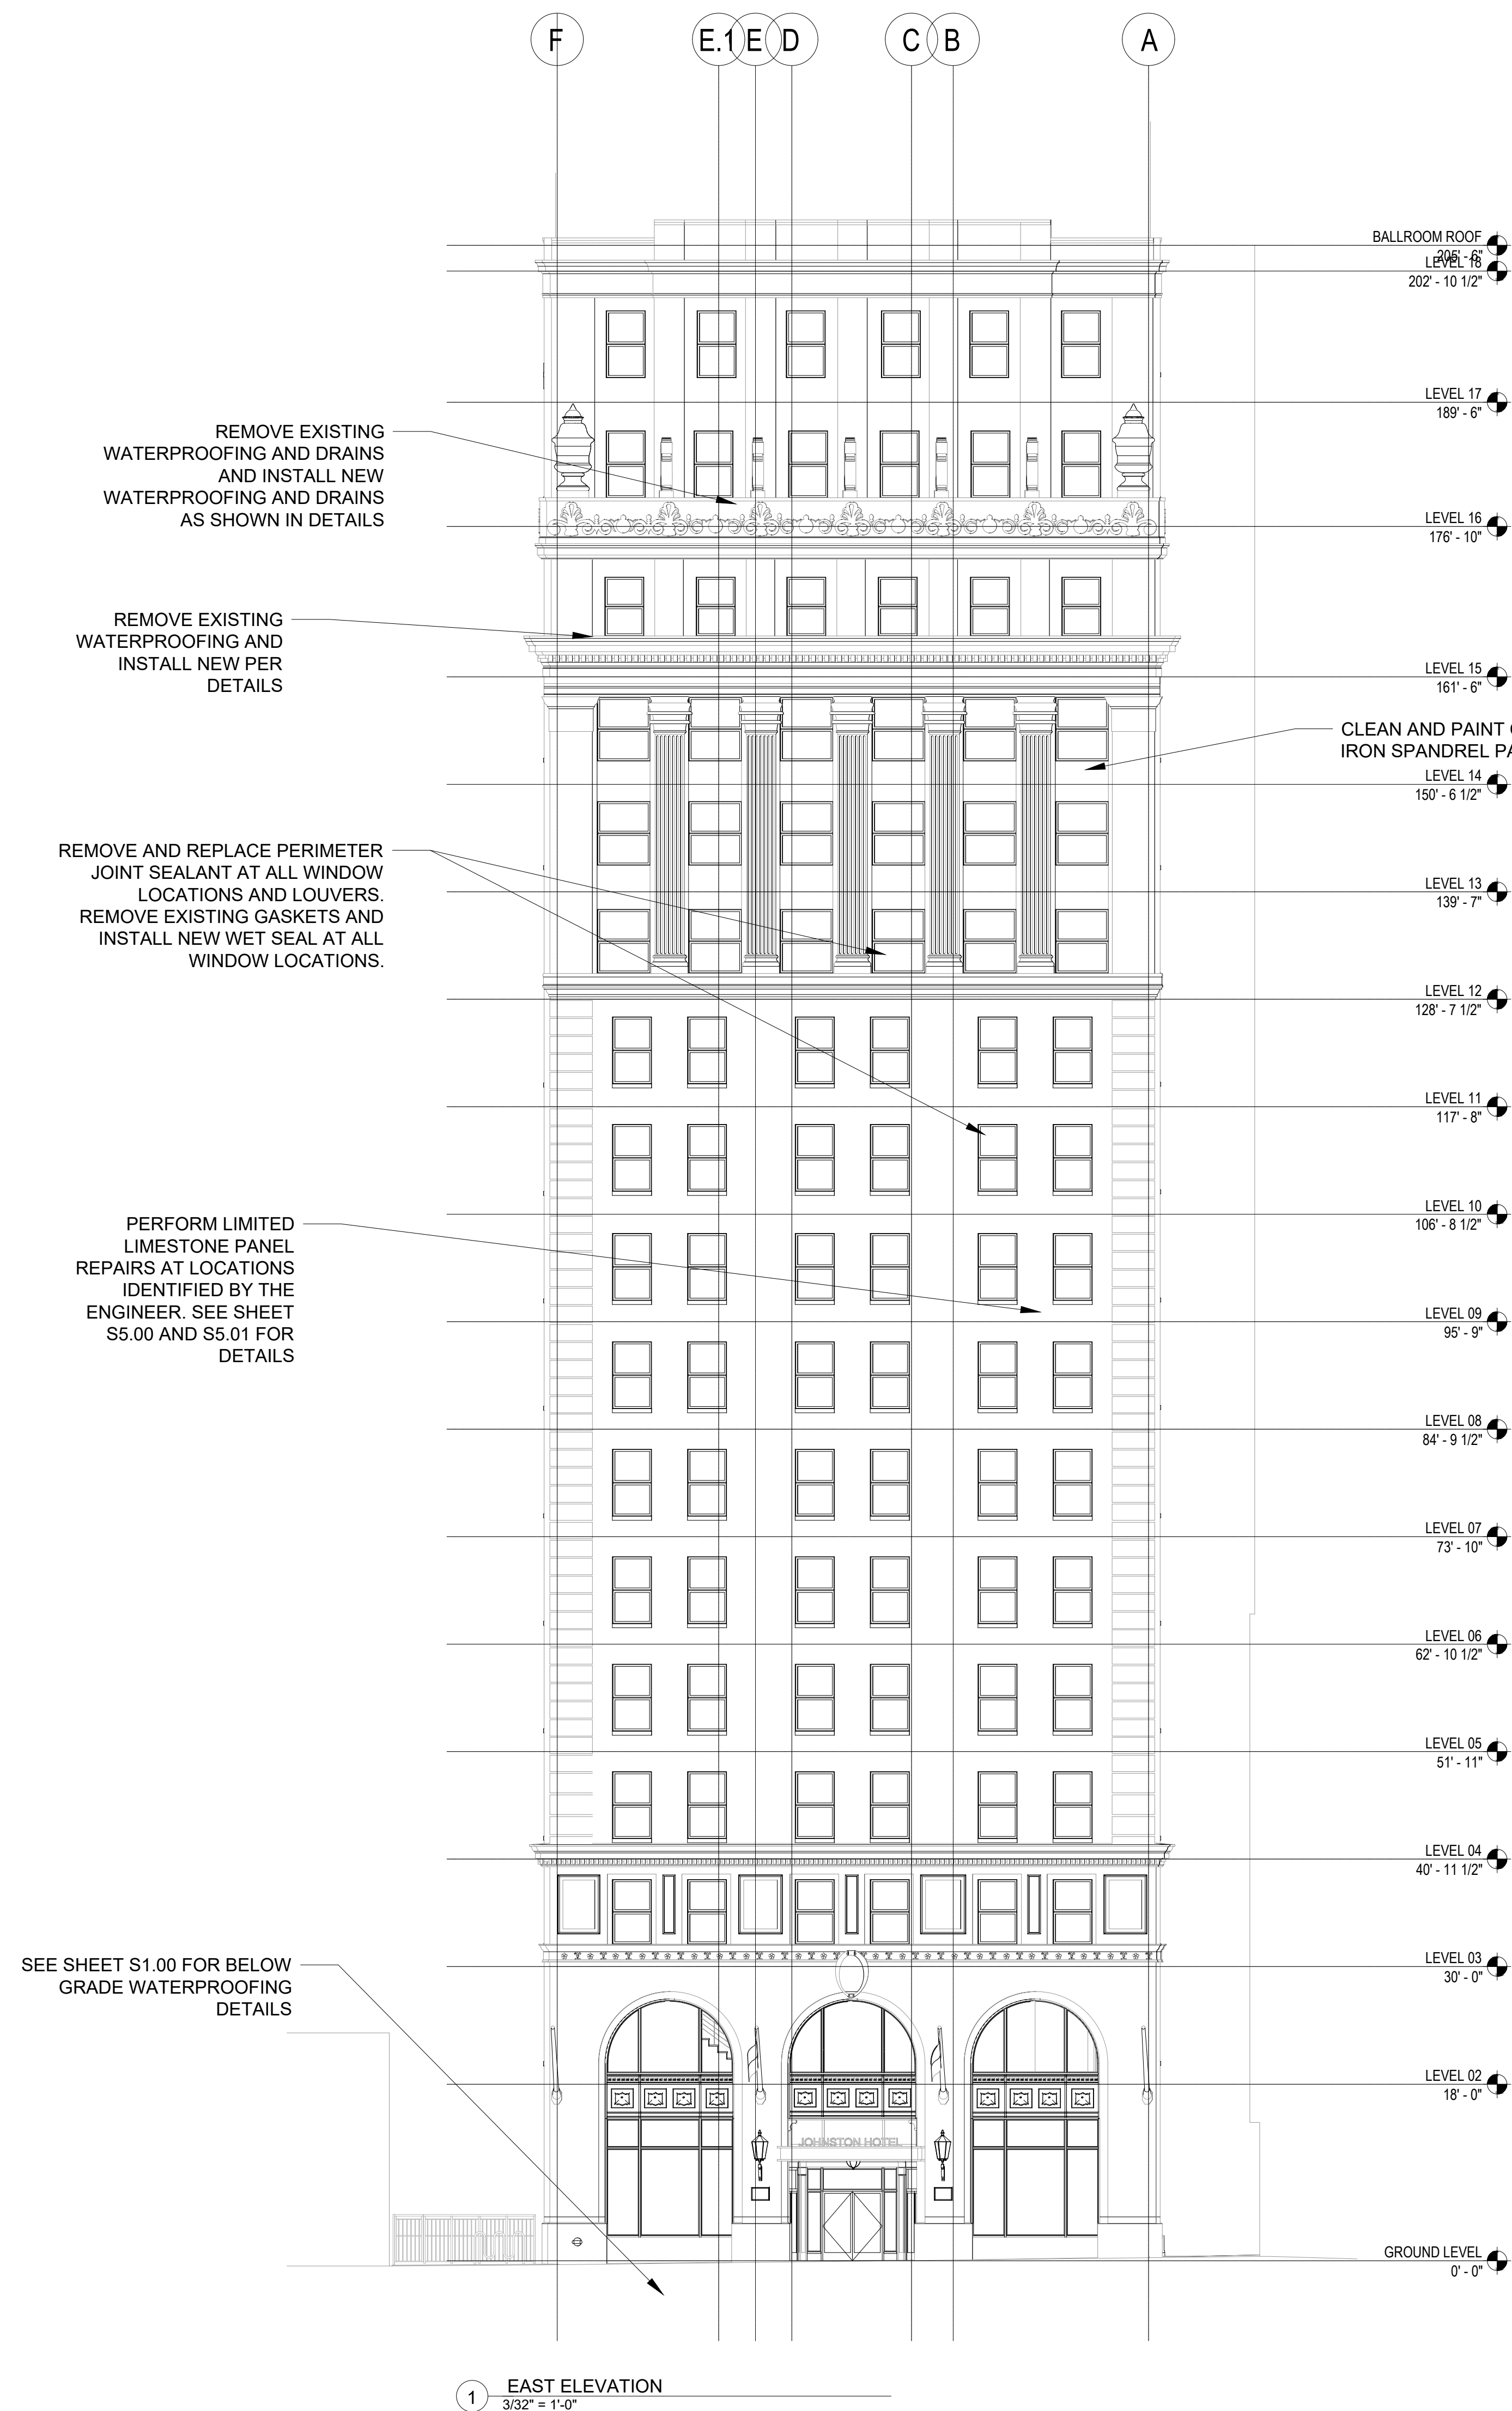 F
E.1
E
D
C
B
A
BALLROOM ROOF
205' - 6"
LEVEL 18
202' - 10 1/2"
LEVEL 17
189' - 6"
REMOVE EXISTING
WATERPROOFING AND DRAINS
AND INSTALL NEW
WATERPROOFING AND DRAINS
AS SHOWN IN DETAILS
LEVEL 16
176' - 10"
REMOVE EXISTING
WATERPROOFING AND
INSTALL NEW PER
DETAILS
LEVEL 15
161' - 6"
CLEAN AND PAINT
IRON SPANDREL PA
LEVEL 14
150' - 6 1/2"
REMOVE AND REPLACE PERIMETER
JOINT SEALANT AT ALL WINDOW
LOCATIONS AND LOUVERS.
REMOVE EXISTING GASKETS AND
INSTALL NEW WET SEAL AT ALL
WINDOW LOCATIONS.
LEVEL 13
139' - 7"
LEVEL 12
128' - 7 1/2"
LEVEL 11
117' - 8"
LEVEL 10
106' - 8 1/2"
PERFORM LIMITED
LIMESTONE PANEL
REPAIRS AT LOCATIONS
IDENTIFIED BY THE
ENGINEER. SEE SHEET
S5.00 AND S5.01 FOR
DETAILS
LEVEL 09
95' - 9"
LEVEL 08
84' - 9 1/2"
LEVEL 07
73' - 10"
LEVEL 06
62' - 10 1/2"
LEVEL 05
51' - 11"
LEVEL 04
40' - 11 1/2"
SEE SHEET S1.00 FOR BELOW
GRADE WATERPROOFING
DETAILS
LEVEL 03
30' - 0"
LEVEL 02
18' - 0"
JOHNSTON HOTEL
GROUND LEVEL
0' - 0"
1
EAST ELEVATION
3/32" = 1'-0"